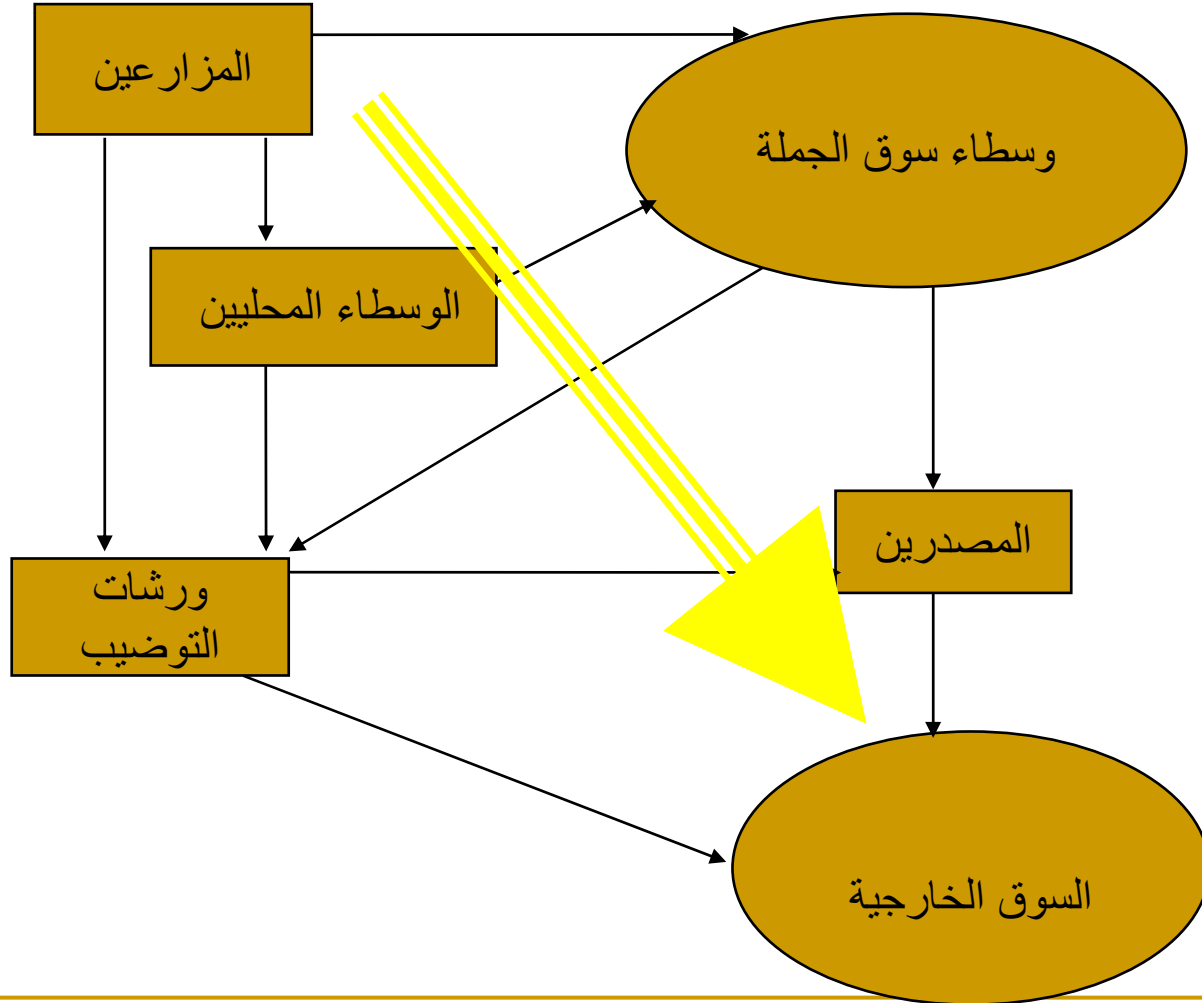 المزارعين
وسطاء سوق الجملة
الوسطاء المحليين
المصدرين
ورشات
التوضيب
السوق الخارجية